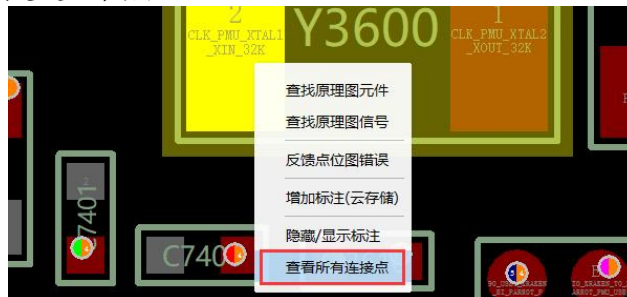 2
CLK_PMU_XTAL1
_XIN_32K
Y3600
1
CLK_PMU_XTAL2
_XOUT_32K
查找原理图元件
查找原理图信号
反馈点位图错误
增加标注(云存储)
隐藏/显示标注
查看所有连接点
C7401
C740